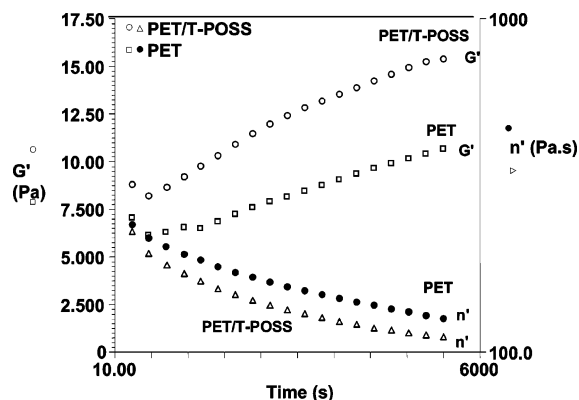 17.50
1000
○ △ PET/T-POSS
□ ● PET
PET/T-POSS
G'
15.00
12.50
PET
G'
n' (Pa.s)
10.00
G'
(Pa)
7.500
5.000
PET
2.500
PET/T-POSS
n'
n'
0
100.0
10.00
6000
Time (s)